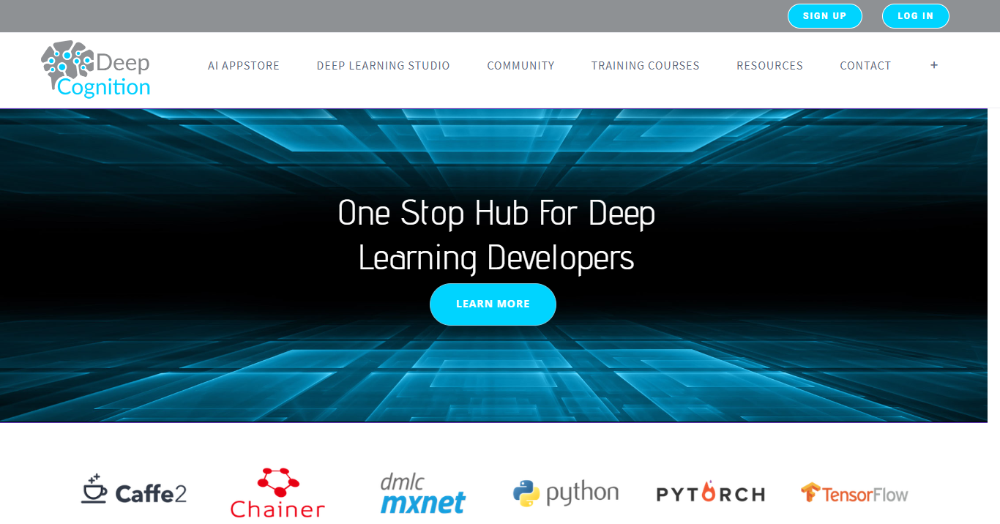 SIGN UP LOG IN
Deep
Cognition
AI APPSTORE DEEP LEARNING STUDIO COMMUNITY TRAINING COURSES RESOURCES CONTACT +
One Stop Hub For Deep
Learning Developers
LEARN MORE
Caffe2
Chainer
dmlc
mxnet
python
PYTORCH
TensorFlow